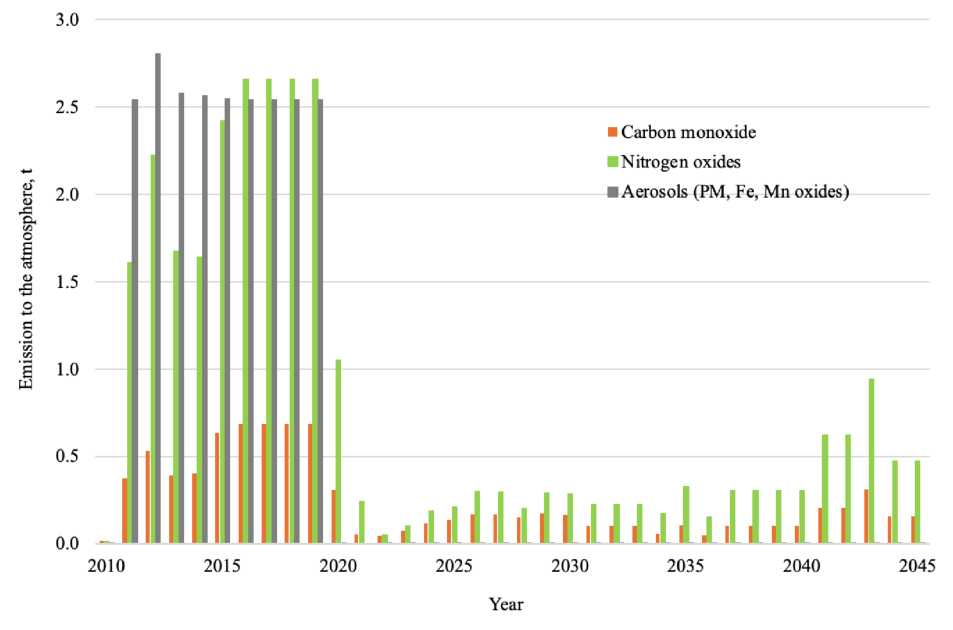 3.0
2.5
2.0
1.5
1.0
0.5
0.0
Emission to the atmosphere, t
Carbon monoxide
Nitrogen oxides
Aerosols (PM, Fe, Mn oxides)
2010 2015 2020 2025 2030 2035 2040 2045
Year